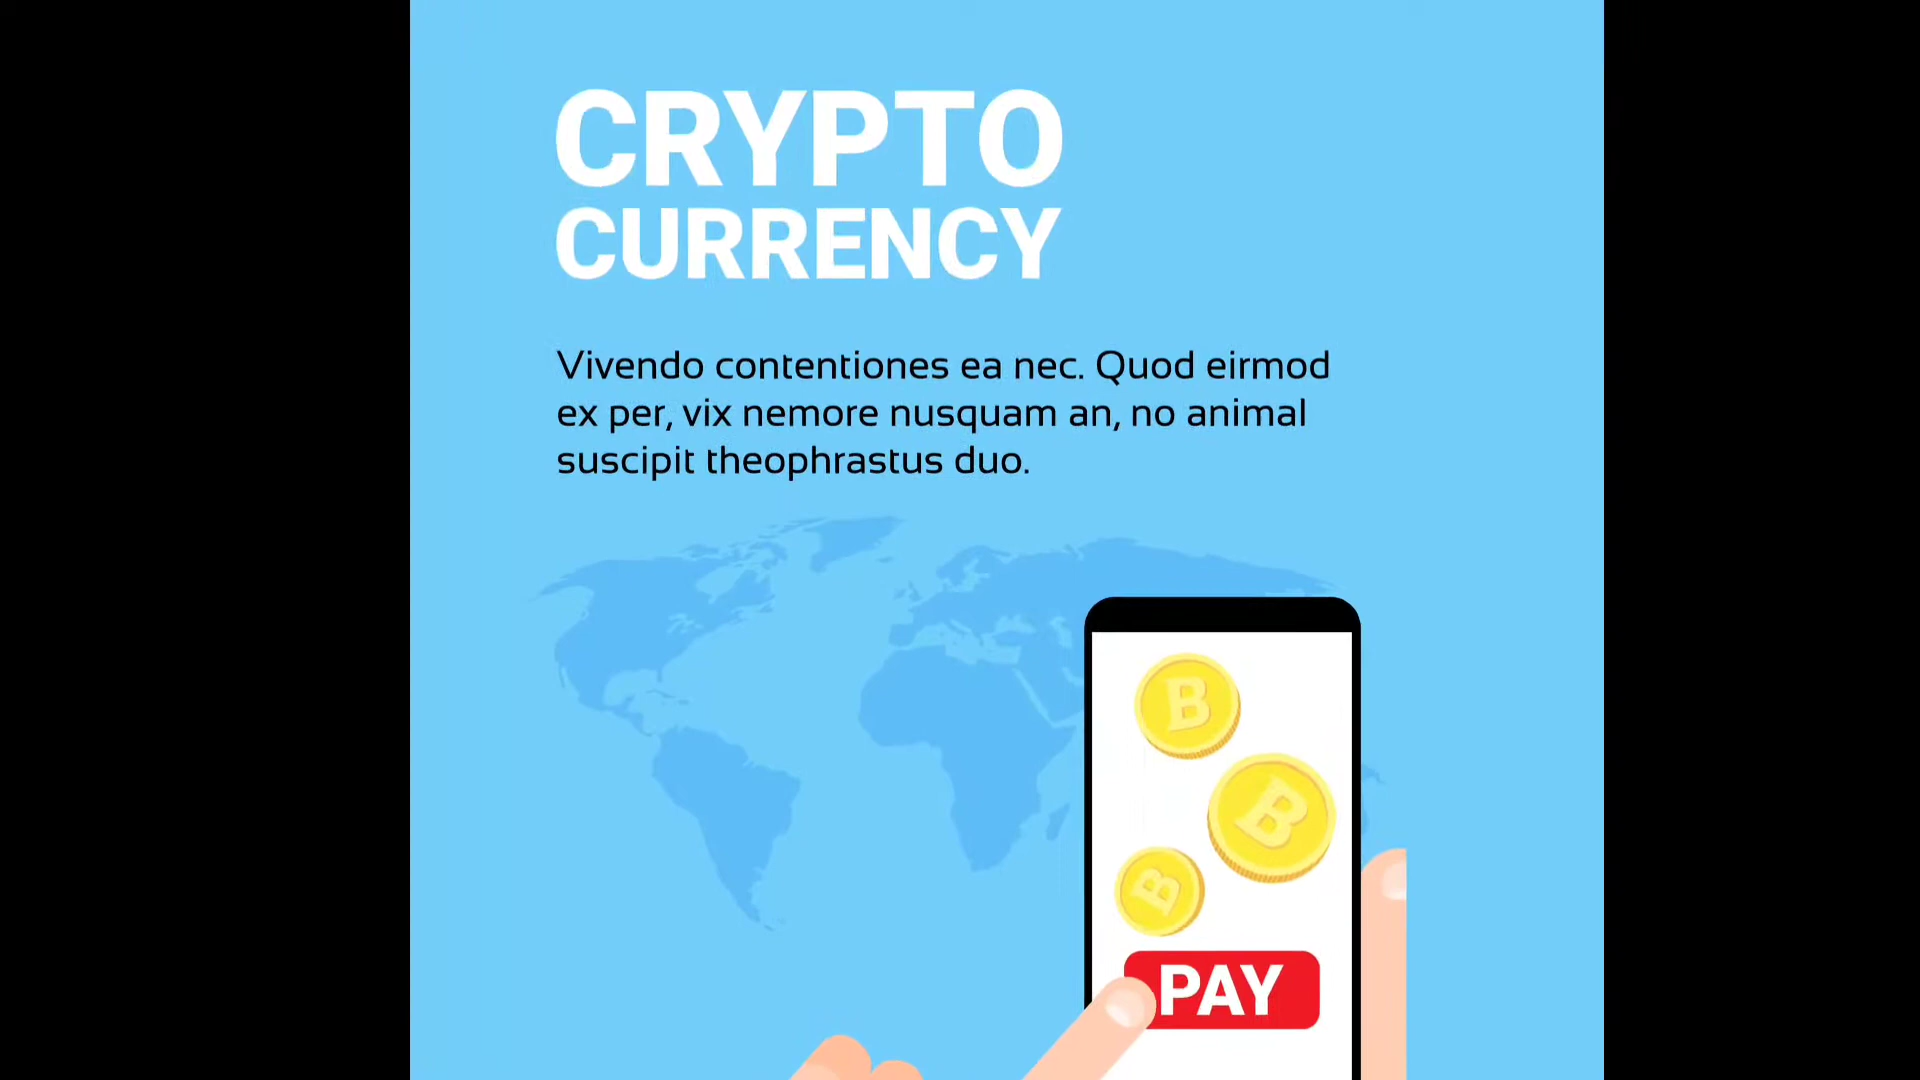 CRYPTO
CURRENCY
Vivendo contentiones ea nec. Quod eirmod
ex per, vix nemore nusquam an, no animal
suscipit theophrastus duo.
B
B
B
PAY